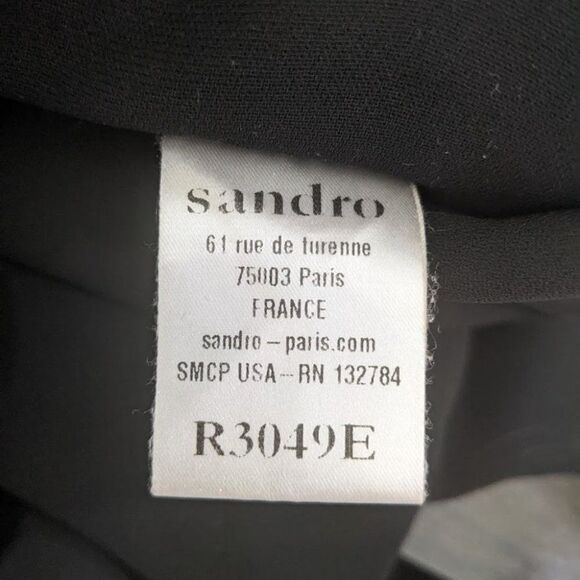 sandro
61 rue de turenne
75003 Paris
FRANCE
sandro-paris.com
SMCP USA-RN 132784
R3049E